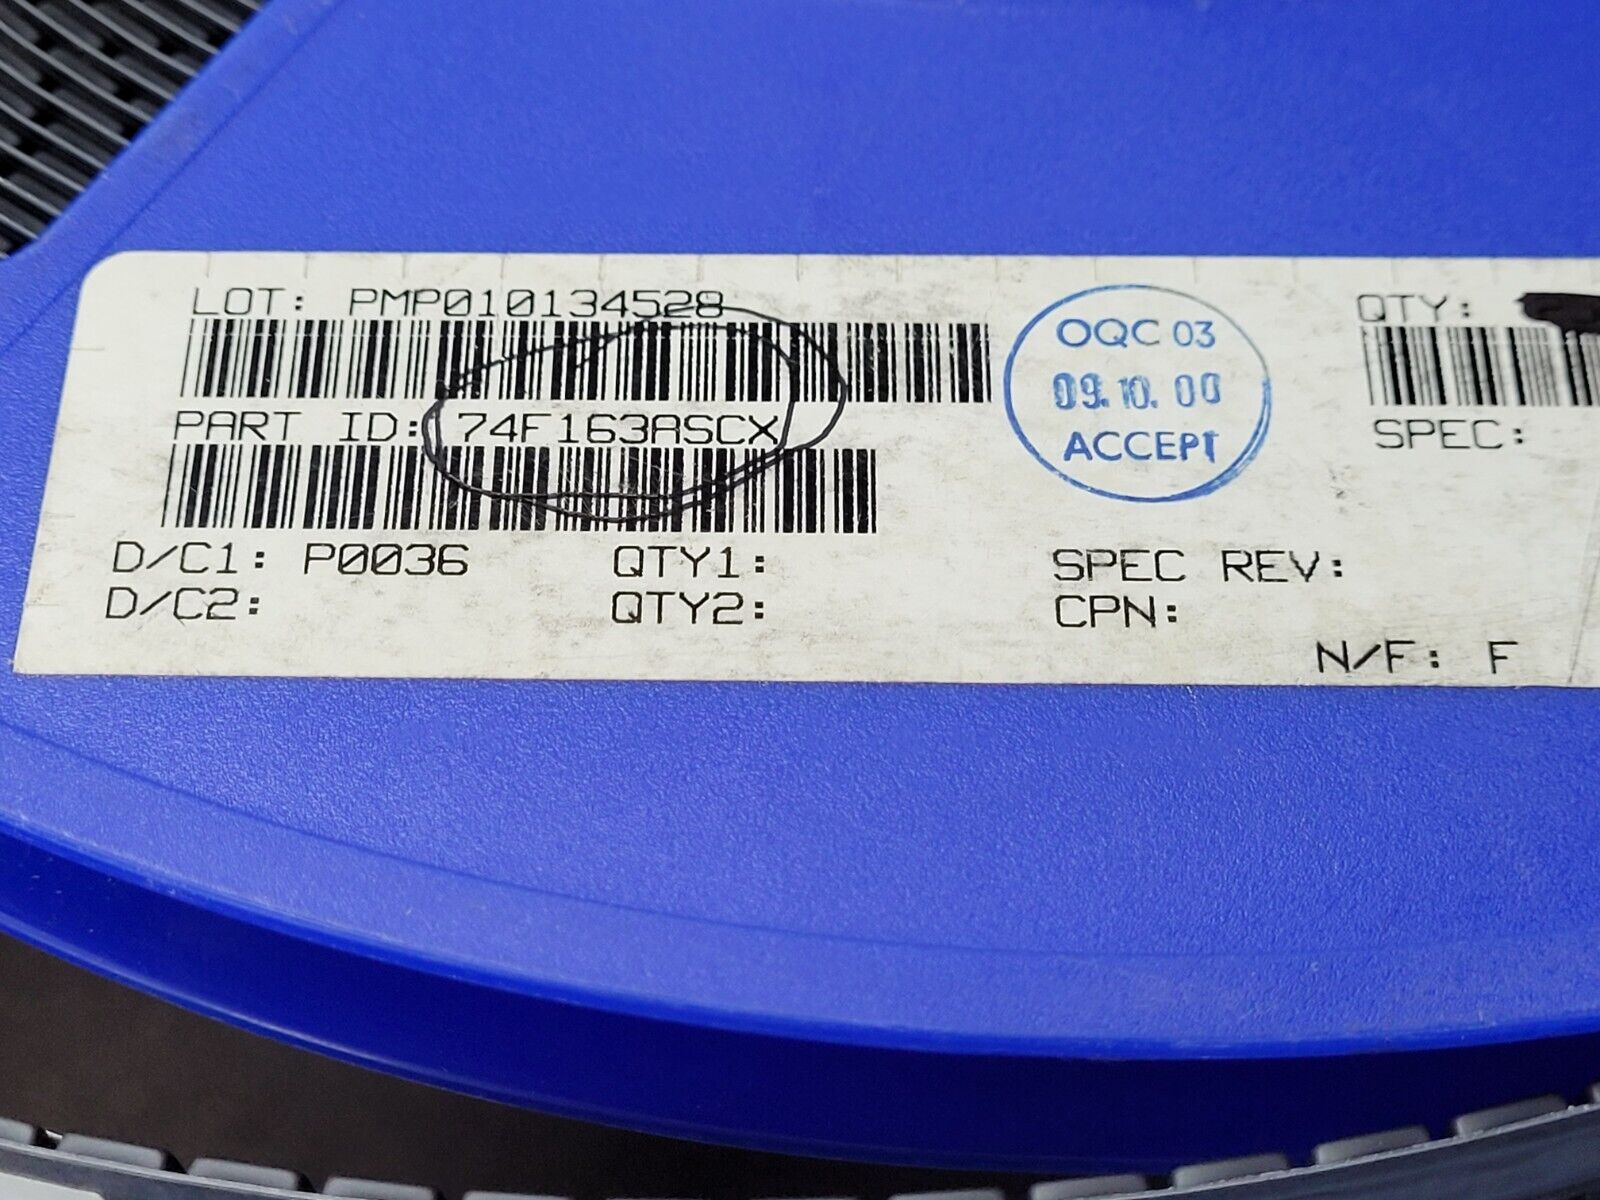 LOT: PMP010134528
PART ID: 74F163ASCX
D/C1: P0036
D/C2:
QTY1:
QTY2:
OQC 03
09.10.00
ACCEPT
QTY:
SPEC:
SPEC REV:
CPN:
N/F: F